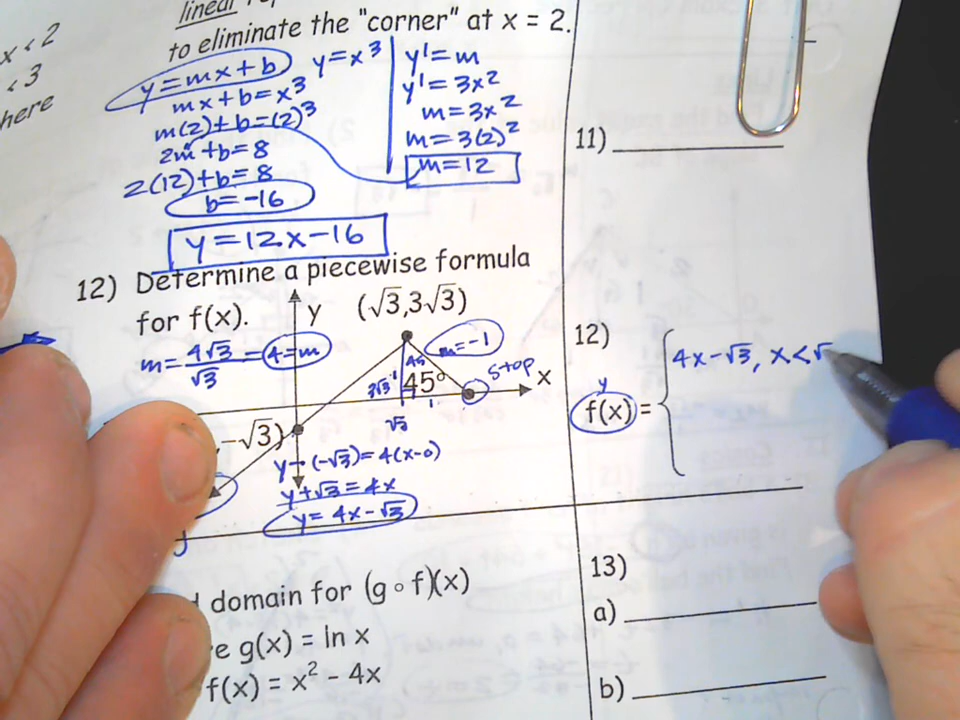 linear
x < 2
to eliminate the "corner" at x = 2.
< 3
here
y = mx + b
y = x³
y' = m
mx + b = x³
y' = 3x²
m(2) + b = (2)³
m = 3x²
2m + b = 8
m = 3(2)²
2(12) + b = 8
m = 12
b = -16
y = 12x - 16
11)
12) Determine a piecewise formula
for f(x).
y
(√3,3√3)
m = 4√3/√3 = 4 = m
m = -1
stop
45
45°
3√3
x
√3
-√3)
y - (-√3) = 4(x-0)
y + √3 = 4x
y = 4x - √3
12)
4x - √3, x < √
y
f(x) =
domain for (g ∘ f)(x)
e g(x) = ln x
f(x) = x² - 4x
13)
a)
b)